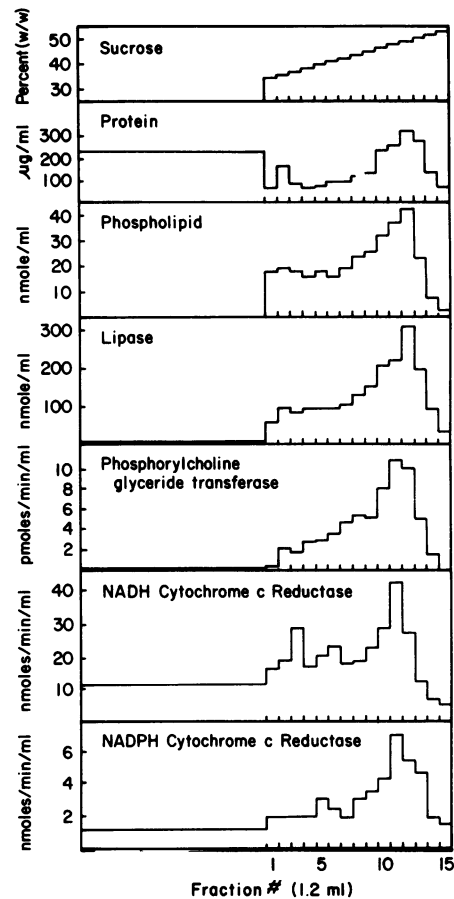 Percent(w/w)
50
40
30
Sucrose
µg/ml
300
200
100
Protein
nmole/ml
40
30
20
10
Phospholipid
nmole/ml
300
200
100
Lipase
pmoles/min/ml
10
8
6
4
2
Phosphorylcholine
glyceride transferase
nmoles/min/ml
40
30
20
10
NADH Cytochrome c Reductase
nmoles/min/ml
6
4
2
NADPH Cytochrome c Reductase
1 5 10 15
Fraction # (1.2 ml)